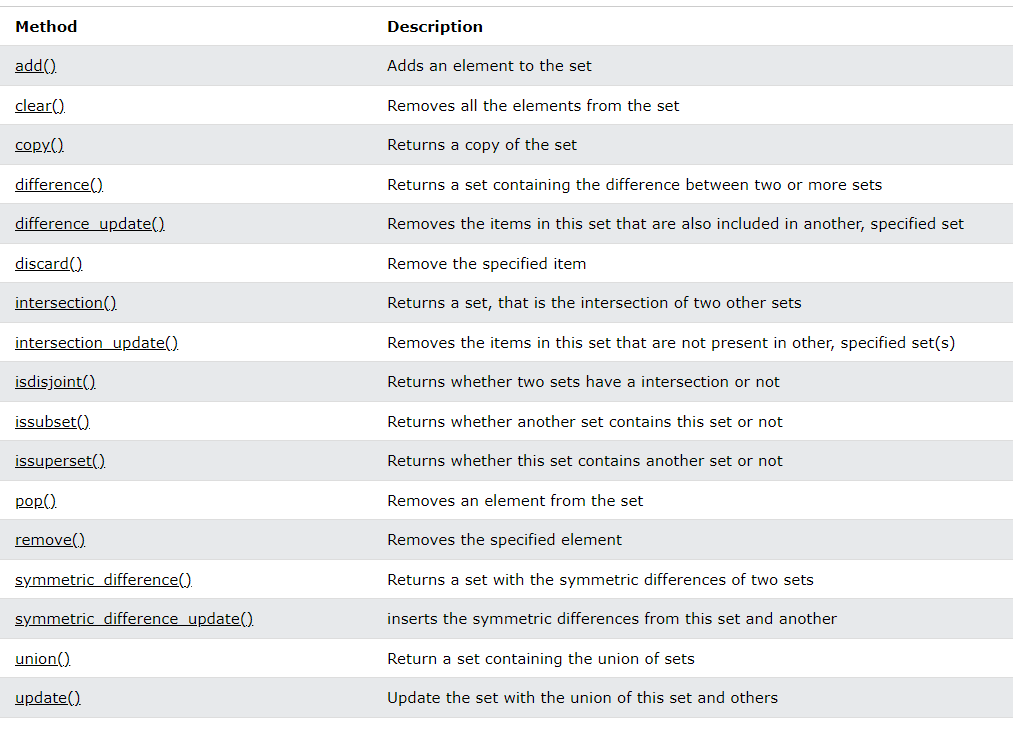 Method Description
add() Adds an element to the set
clear() Removes all the elements from the set
copy() Returns a copy of the set
difference() Returns a set containing the difference between two or more sets
difference_update() Removes the items in this set that are also included in another, specified set
discard() Remove the specified item
intersection() Returns a set, that is the intersection of two other sets
intersection_update() Removes the items in this set that are not present in other, specified set(s)
isdisjoint() Returns whether two sets have a intersection or not
issubset() Returns whether another set contains this set or not
issuperset() Returns whether this set contains another set or not
pop() Removes an element from the set
remove() Removes the specified element
symmetric_difference() Returns a set with the symmetric differences of two sets
symmetric_difference_update() inserts the symmetric differences from this set and another
union() Return a set containing the union of sets
update() Update the set with the union of this set and others